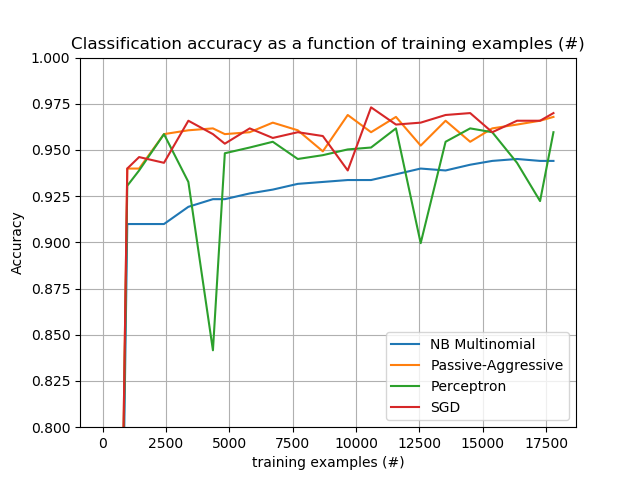 Classification accuracy as a function of training examples (#)
1.000
0.975
0.950
0.925
0.900
0.875
0.850
0.825
0.800
Accuracy
NB Multinomial
Passive-Aggressive
Perceptron
SGD
0 2500 5000 7500 10000 12500 15000 17500
training examples (#)